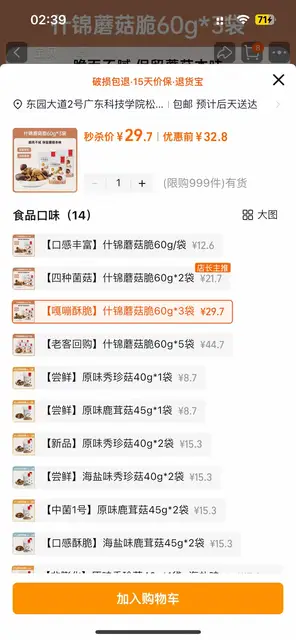 02:39
71
什锦蘑菇脆60g*3袋
破损包退·15天价保·退货宝
东园大道2号广东科技学院松... 包邮 预计后天送达
秒杀价¥29.7 优惠前¥32.8
1 (限购999件)有货
食品口味（14） 大图
【口感丰富】什锦蘑菇脆60g/袋 ¥12.6
店长主推
【四种菌菇】什锦蘑菇脆60g*2袋 ¥21.7
【嘎嘣酥脆】什锦蘑菇脆60g*3袋 ¥29.7
【老客回购】什锦蘑菇脆60g*5袋 ¥44.7
【尝鲜】原味秀珍菇40g*1袋 ¥8.7
【尝鲜】原味鹿茸菇45g*1袋 ¥8.7
【新品】原味秀珍菇40g*2袋 ¥15.3
【尝鲜】海盐味秀珍菇40g*2袋 ¥15.3
【中菌1号】原味鹿茸菇45g*2袋 ¥15.3
【口感酥脆】海盐味鹿茸菇45g*2袋 ¥15.3
加入购物车